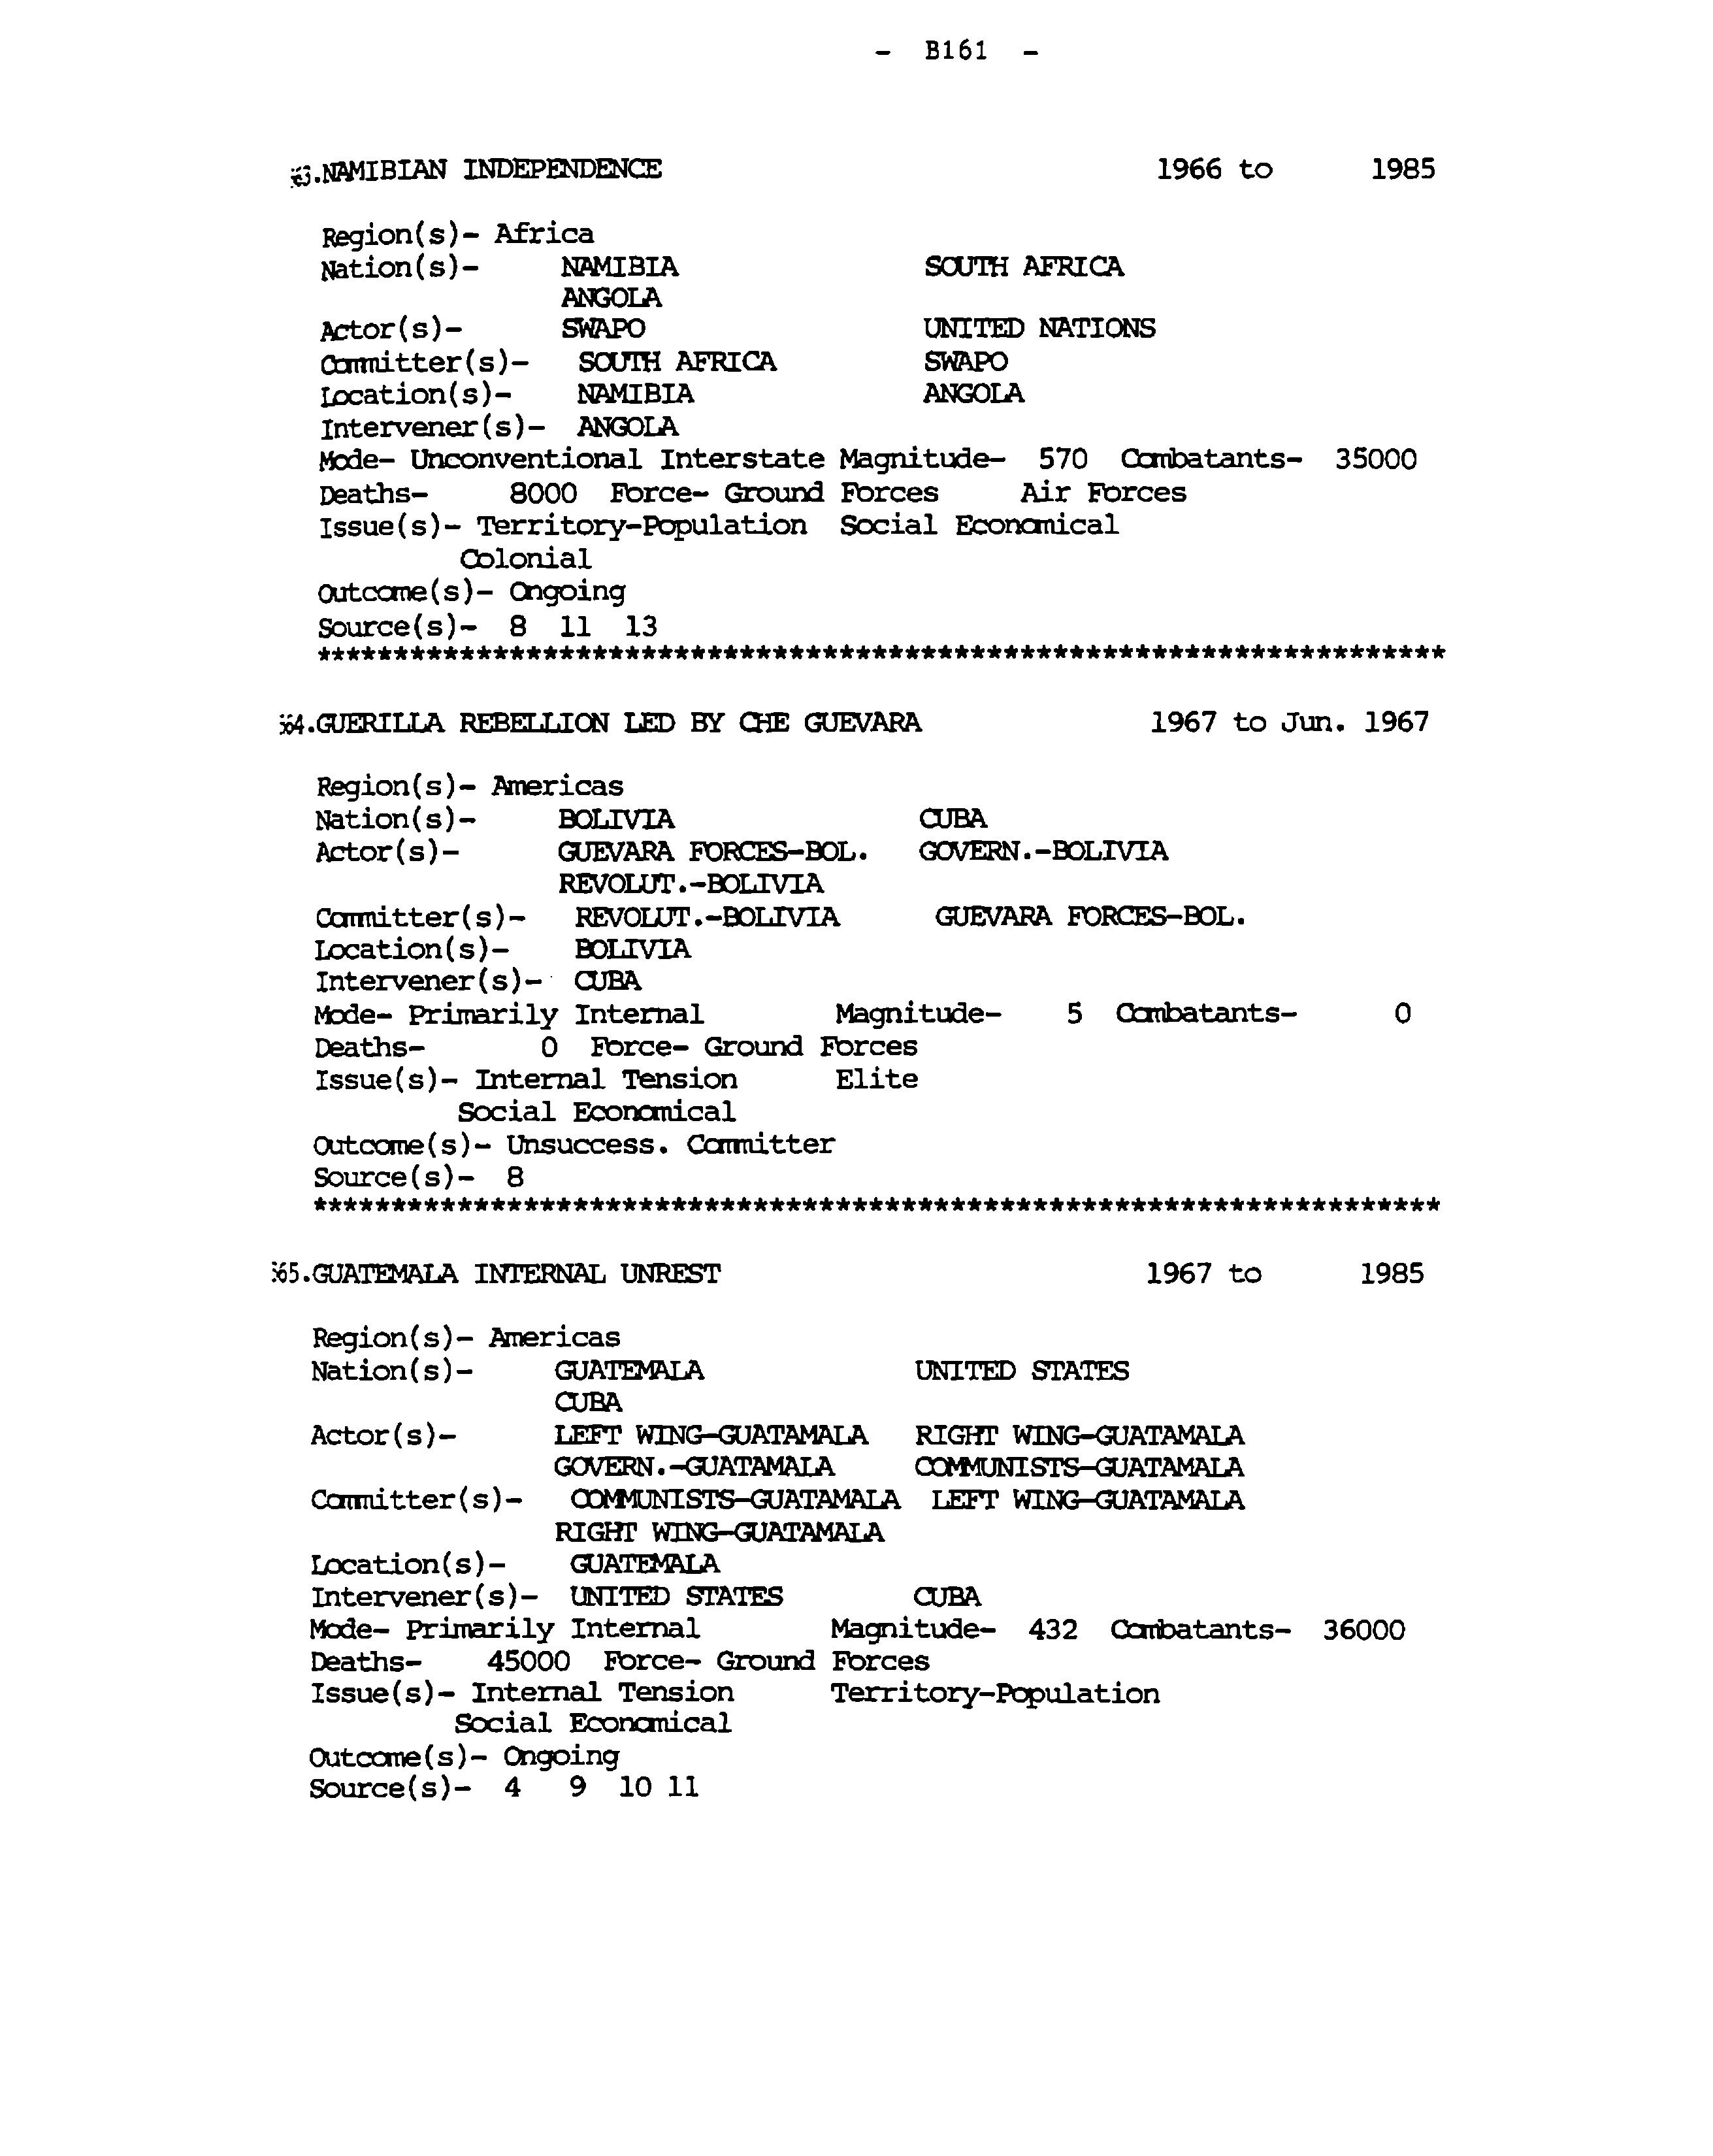 - B161 -
63.NAMIBIAN INDEPENDENCE 1966 to 1985
Region(s)- Africa
Nation(s)- NAMIBIA SOUTH AFRICA
ANGOLA
Actor(s)- SWAPO UNITED NATIONS
Committer(s)- SOUTH AFRICA SWAPO
Location(s)- NAMIBIA ANGOLA
Intervener(s)- ANGOLA
Mode- Unconventional Interstate Magnitude- 570 Combatants- 35000
Deaths- 8000 Force- Ground Forces Air Forces
Issue(s)- Territory-Population Social Economical
Colonial
Outcome(s)- Ongoing
Source(s)- 8 11 13
*********************************************************************
64.GUERILLA REBELLION LED BY CHE GUEVARA 1967 to Jun. 1967
Region(s)- Americas
Nation(s)- BOLIVIA CUBA
Actor(s)- GUEVARA FORCES-BOL. GOVERN.-BOLIVIA
REVOLUT.-BOLIVIA
Committer(s)- REVOLUT.-BOLIVIA GUEVARA FORCES-BOL.
Location(s)- BOLIVIA
Intervener(s)- CUBA
Mode- Primarily Internal Magnitude- 5 Combatants- 0
Deaths- 0 Force- Ground Forces
Issue(s)- Internal Tension Elite
Social Economical
Outcome(s)- Unsuccess. Committer
Source(s)- 8
*********************************************************************
65.GUATEMALA INTERNAL UNREST 1967 to 1985
Region(s)- Americas
Nation(s)- GUATEMALA UNITED STATES
CUBA
Actor(s)- LEFT WING-GUATAMALA RIGHT WING-GUATAMALA
GOVERN.-GUATAMALA COMMUNISTS-GUATAMALA
Committer(s)- COMMUNISTS-GUATAMALA LEFT WING-GUATAMALA
RIGHT WING-GUATAMALA
Location(s)- GUATEMALA
Intervener(s)- UNITED STATES CUBA
Mode- Primarily Internal Magnitude- 432 Combatants- 36000
Deaths- 45000 Force- Ground Forces
Issue(s)- Internal Tension Territory-Population
Social Economical
Outcome(s)- Ongoing
Source(s)- 4 9 10 11